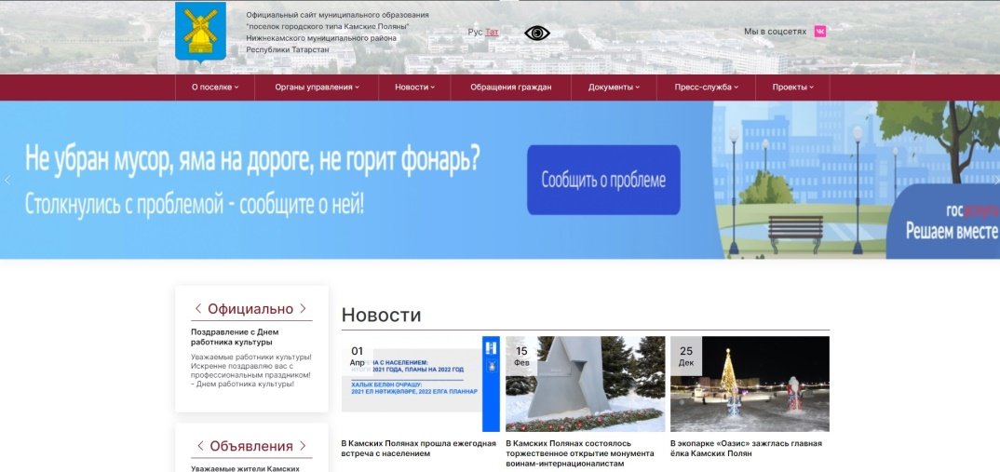 Официальный сайт муниципального образования
"поселок городского типа Камские Поляны"
Нижнекамского муниципального района
Республики Татарстан
Рус Тат
Мы в соцсетях
О поселке
Органы управления
Новости
Обращения граждан
Документы
Пресс-служба
Проекты
Не убран мусор, яма на дороге, не горит фонарь?
Столкнулись с проблемой - сообщите о ней!
Сообщить о проблеме
госуслуги
Решаем вместе
Официально
Поздравление с Днем
работника культуры
Уважаемые работники культуры!
Искренне поздравляю вас с
профессиональным праздником!
- Днем работника культуры!
Объявления
Уважаемые жители Камских
Новости
01
Апр
С НАСЕЛЕНИЕМ:
2021 ГОДА, ПЛАНЫ НА 2022 ГОД
ХАЛЫК БЕЛӘН ОЧРАШУ:
2021 ЕЛ НӘТИҖӘЛӘРЕ, 2022 ЕЛГА ПЛАННАР
В Камских Полянах прошла ежегодная
встреча с населением
15
Фев
В Камских Полянах состоялось
торжественное открытие монумента
воинам-интернационалистам
25
Дек
В экопарке «Оазис» зажглась главная
ёлка Камских Полян